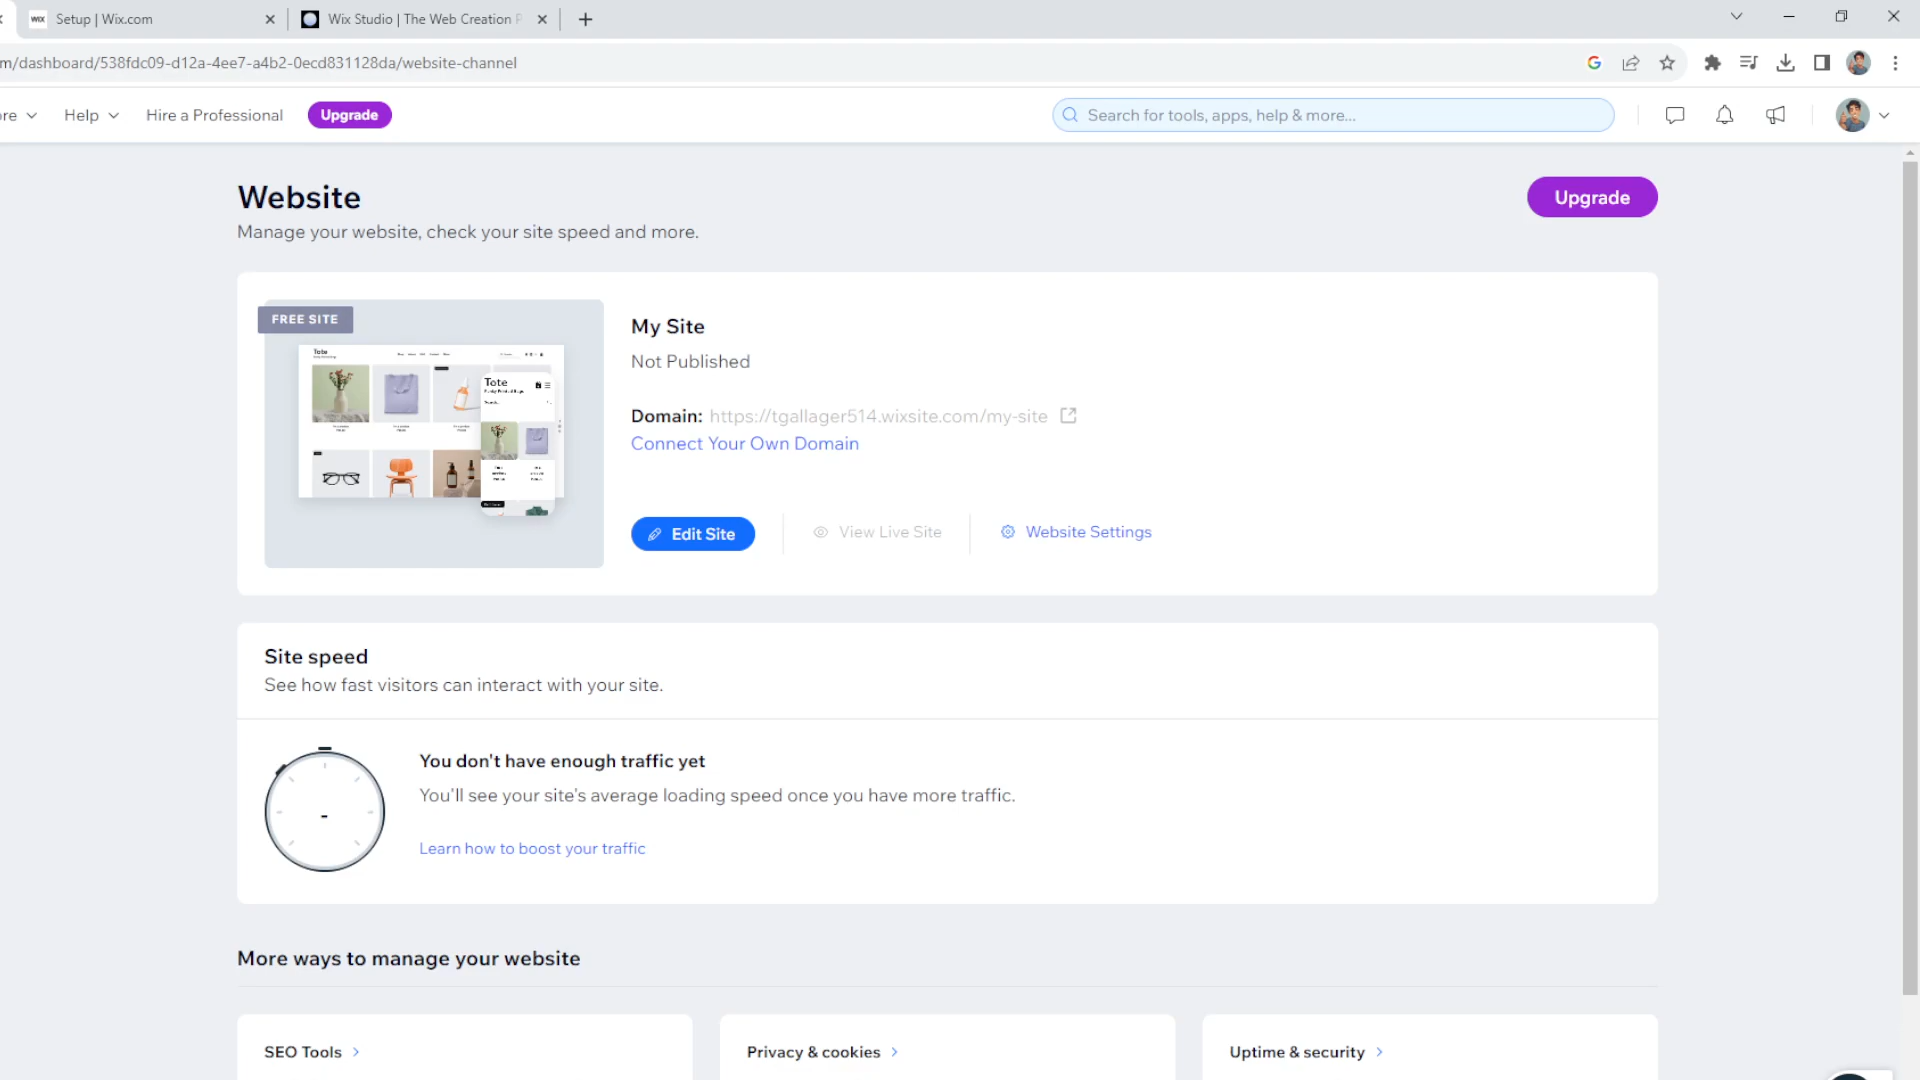 WIX Setup | Wix.com
Wix Studio | The Web Creation P
m/dashboard/538fdc09-d12a-4ee7-a4b2-0ecd831128da/website-channel
ore Help Hire a Professional Upgrade
Search for tools, apps, help & more...
Website
Upgrade
Manage your website, check your site speed and more.
FREE SITE
Tote
Tote
My Site
Not Published
Domain: https://tgallager514.wixsite.com/my-site
Connect Your Own Domain
Edit Site
View Live Site
Website Settings
Site speed
See how fast visitors can interact with your site.
-
You don't have enough traffic yet
You'll see your site's average loading speed once you have more traffic.
Learn how to boost your traffic
More ways to manage your website
SEO Tools
Privacy & cookies
Uptime & security